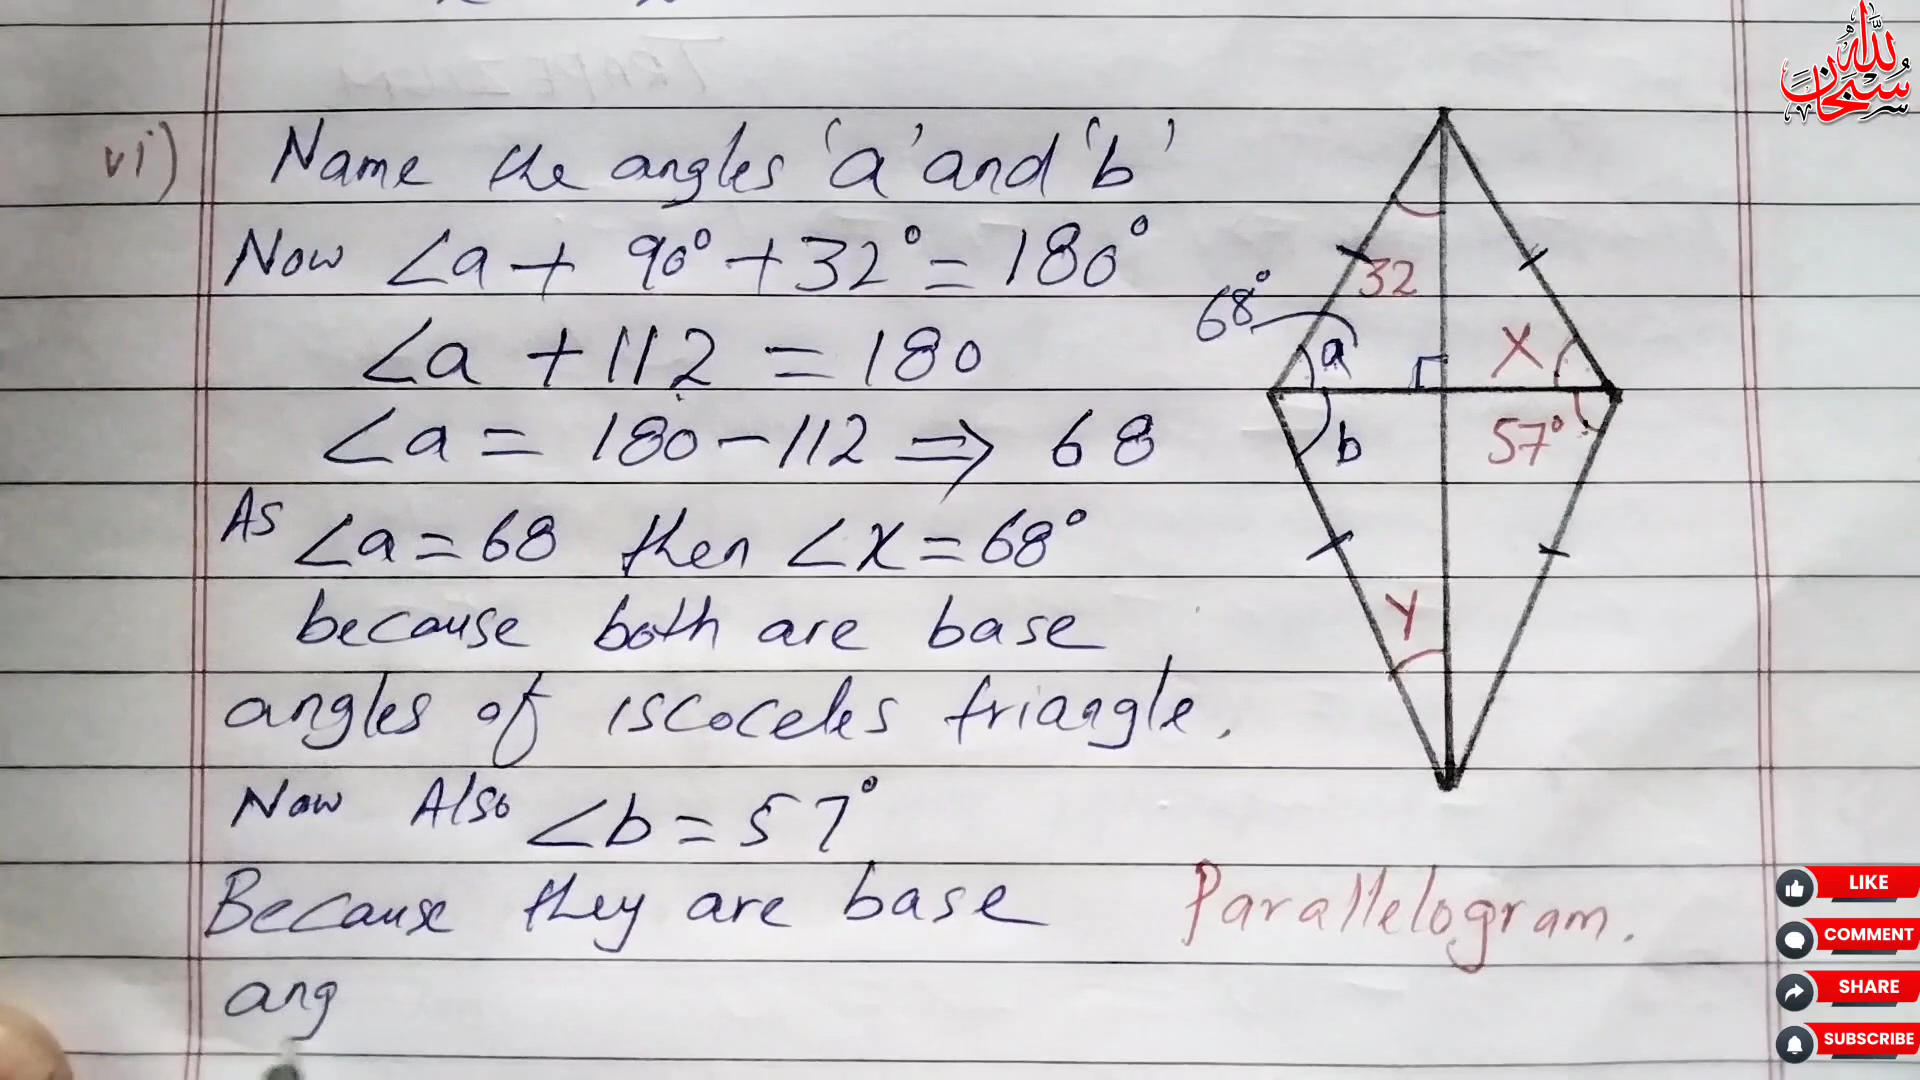 سبحان الله
vi) Name the angles 'a' and 'b'
Now ∠a + 90° + 32° = 180°
∠a + 112 = 180
∠a = 180 - 112 ⇒ 68
As ∠a = 68 then ∠x = 68°
because both are base
angles of iscoceles triangle.
Now Also ∠b = 57°
Because they are base
ang
32
68°
a
X
b
57°
Y
Parallelogram.
LIKE
COMMENT
SHARE
SUBSCRIBE